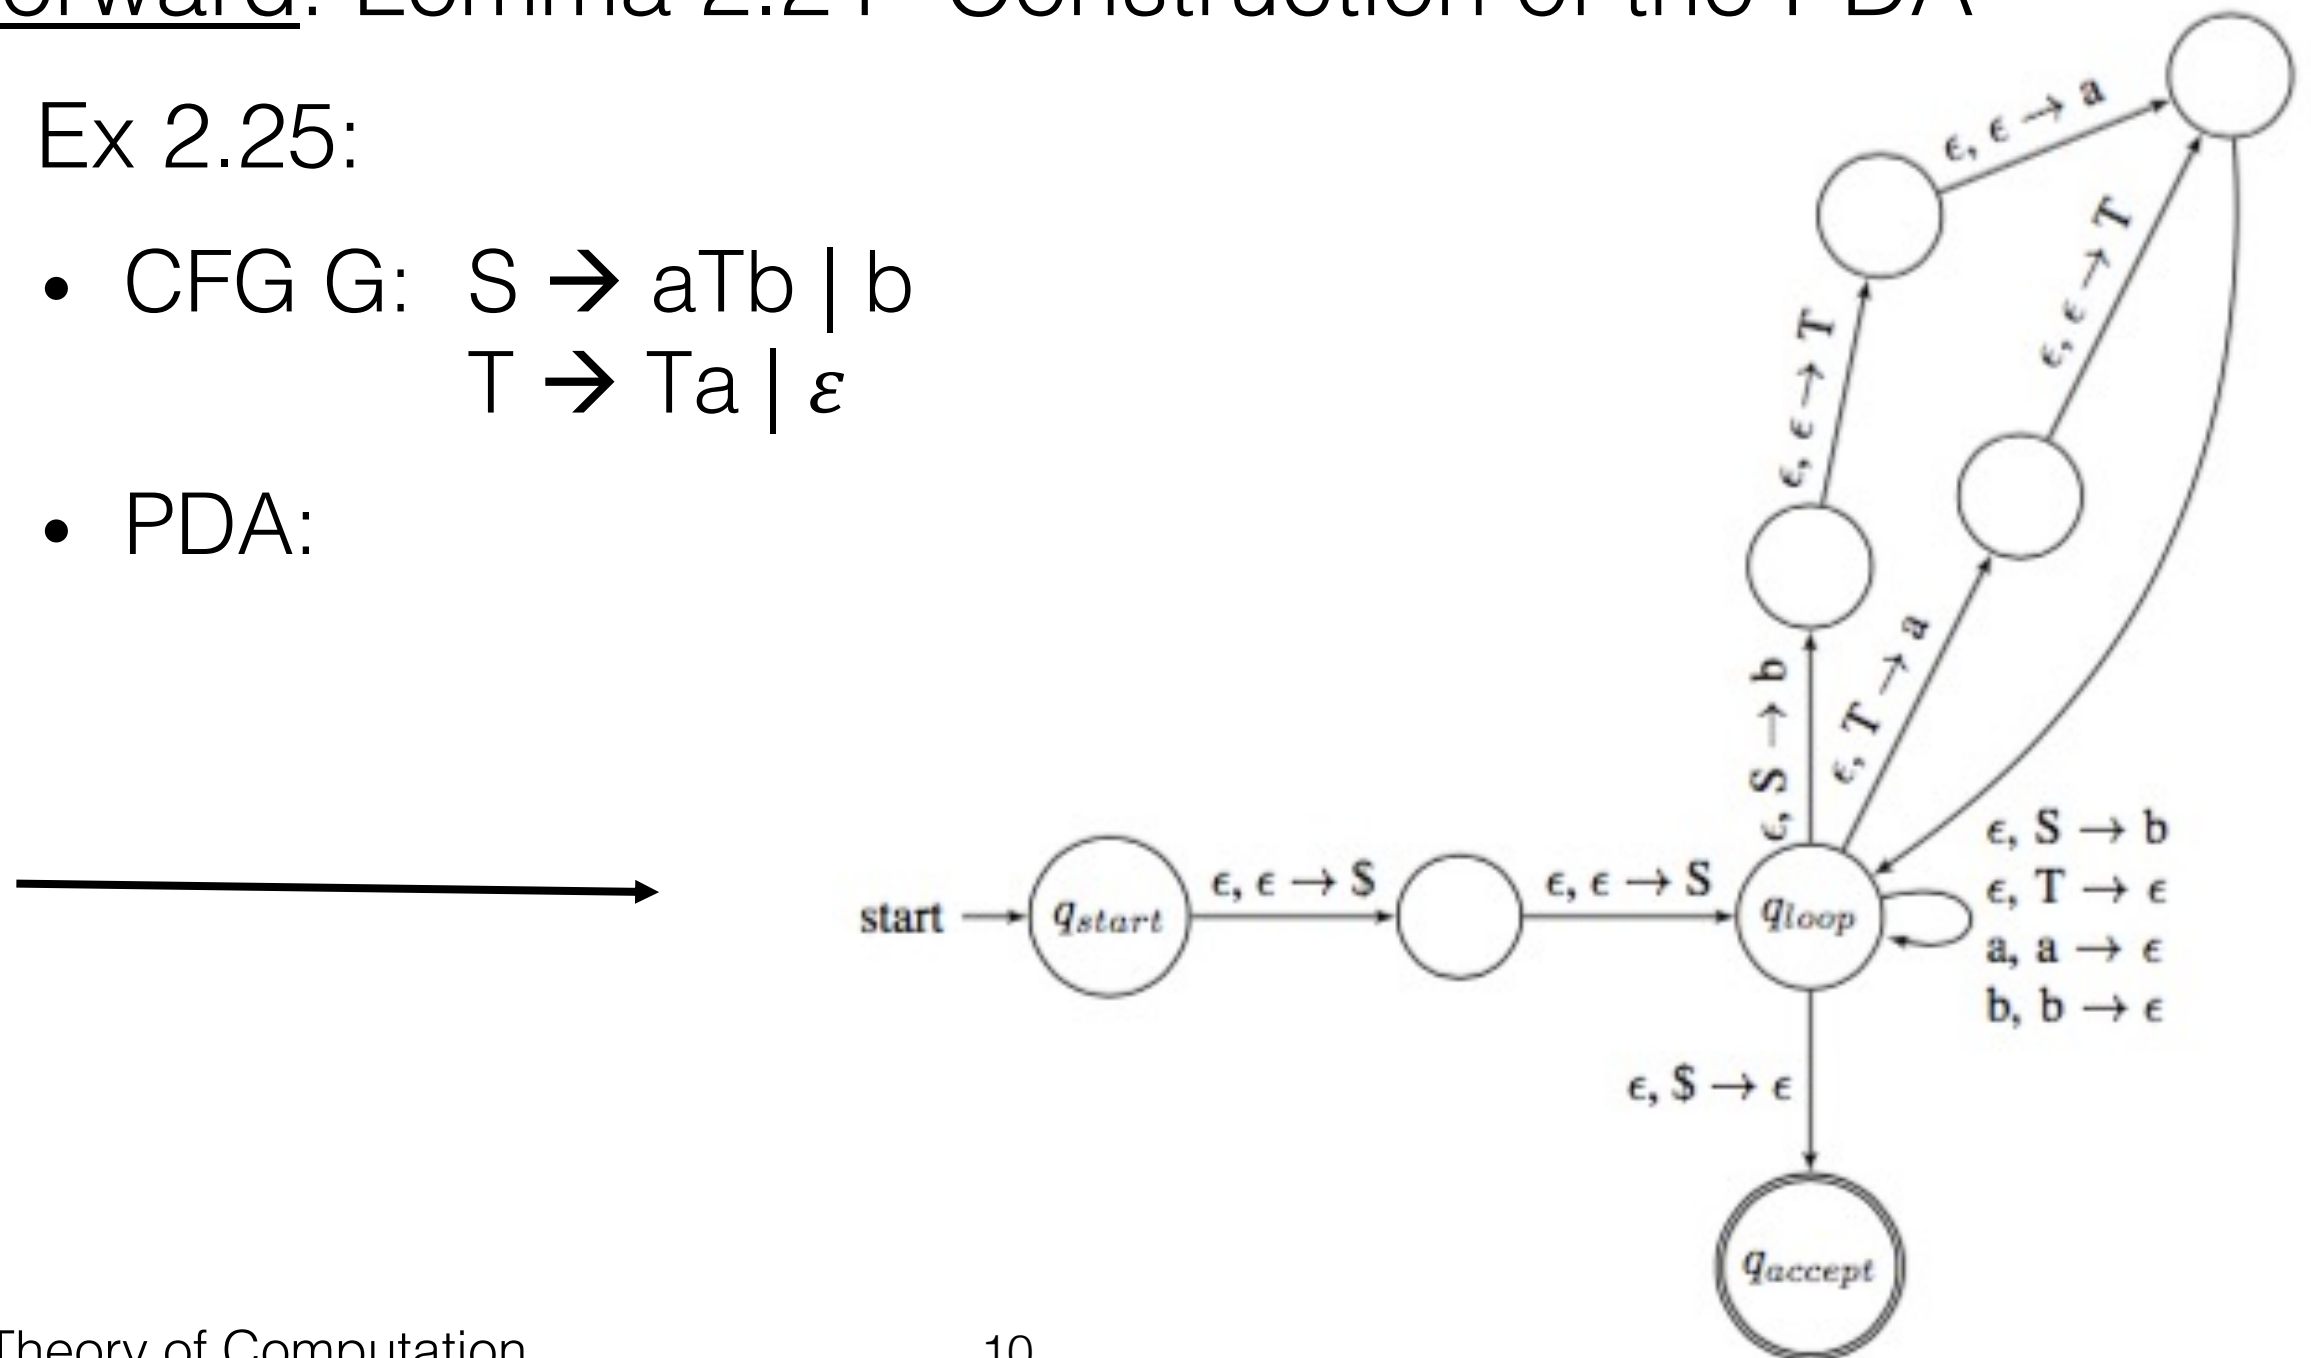 orward: Lemma 2.21 Construction of the PDA
Ex 2.25:
• CFG G: S → aTb | b
T → Ta | ε
• PDA:
ϵ, ϵ → a
ϵ, ϵ → T
ϵ, ϵ → T
ϵ, S → b
ϵ, T → a
start
q_start
ϵ, ϵ → $
ϵ, ϵ → S
q_loop
ϵ, S → b
ϵ, T → ϵ
a, a → ϵ
b, b → ϵ
ϵ, $ → ϵ
q_accept
Theory of Computation
10